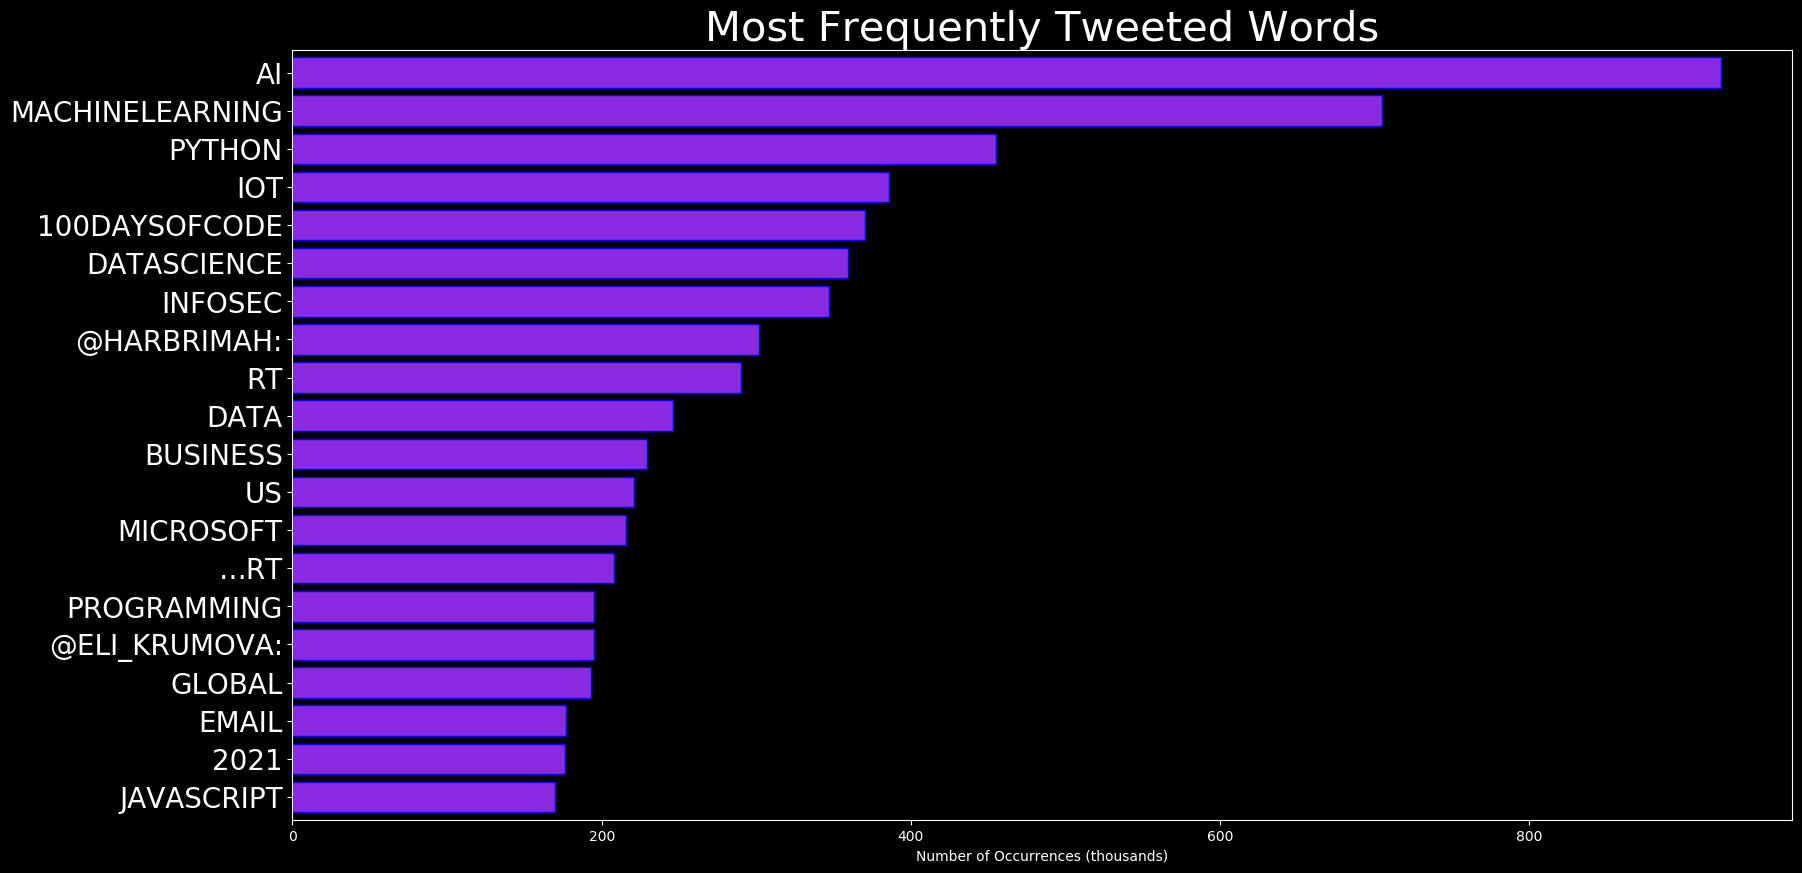 Most Frequently Tweeted Words
AI
MACHINELEARNING
PYTHON
IOT
100DAYSOFCODE
DATASCIENCE
INFOSEC
@HARBRIMAH:
RT
DATA
BUSINESS
US
MICROSOFT
…RT
PROGRAMMING
@ELI_KRUMOVA:
GLOBAL
EMAIL
2021
JAVASCRIPT
0 200 400 600 800
Number of Occurrences (thousands)